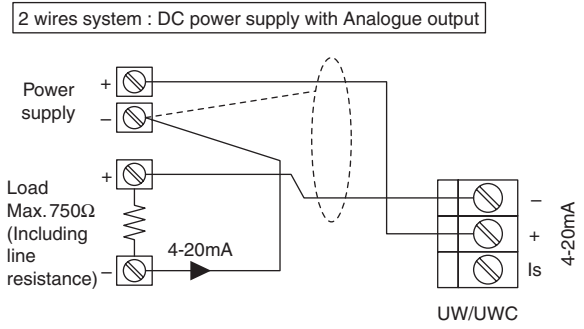 2 wires system : DC power supply with Analogue output
Power
supply
+
–
+
Load
Max. 750Ω
(Including
line
resistance)
–
4-20mA
–
+
Is
4-20mA
UW/UWC